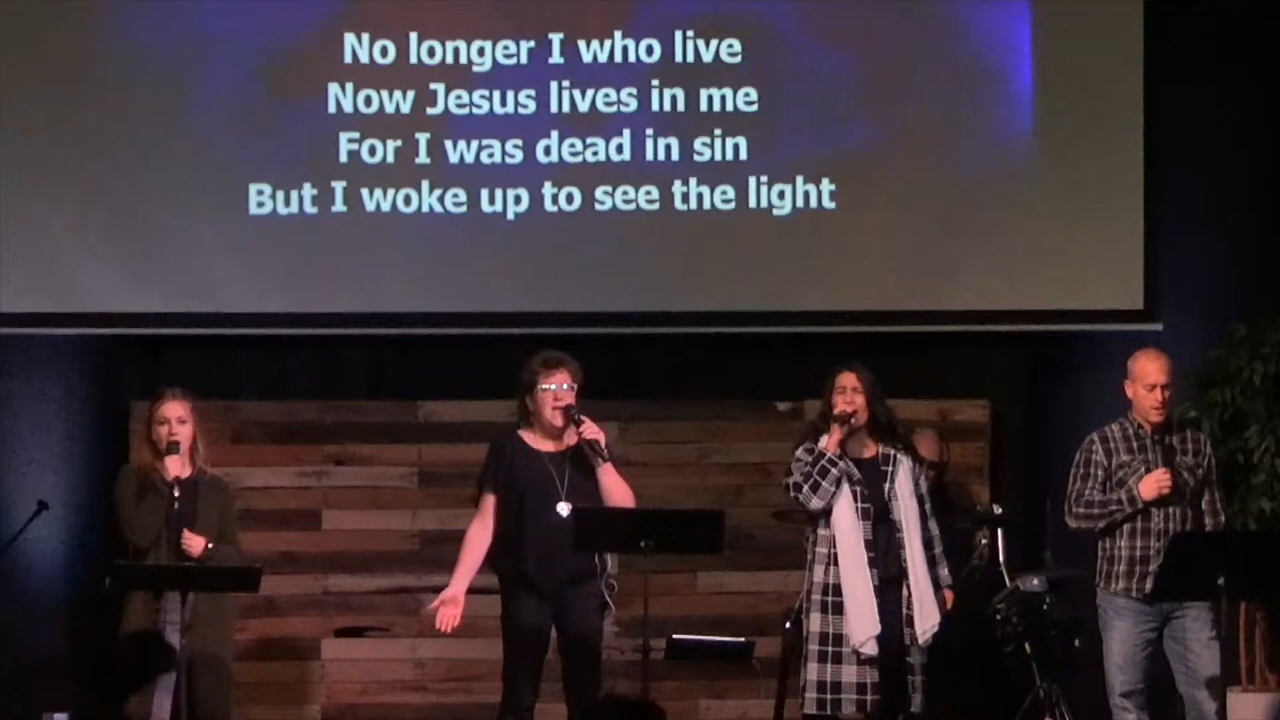 No longer I who live
Now Jesus lives in me
For I was dead in sin
But I woke up to see the light